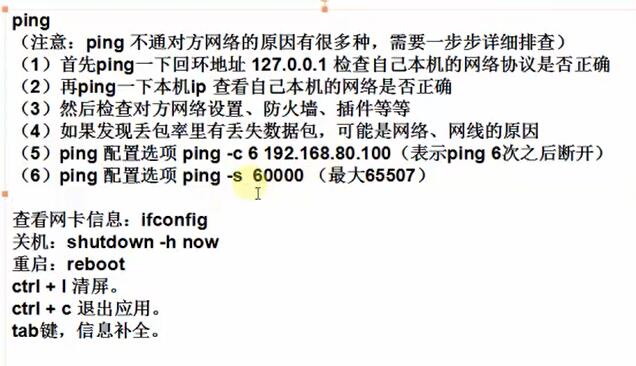 ping
（注意：ping 不通对方网络的原因有很多种，需要一步步详细排查）
（1）首先ping一下回环地址 127.0.0.1 检查自己本机的网络协议是否正确
（2）再ping一下本机ip 查看自己本机的网络是否正确
（3）然后检查对方网络设置、防火墙、插件等等
（4）如果发现丢包率里有丢失数据包，可能是网络、网线的原因
（5）ping 配置选项 ping -c 6 192.168.80.100（表示ping 6次之后断开）
（6）ping 配置选项 ping -s  60000 （最大65507）
查看网卡信息：ifconfig
关机：shutdown -h now
重启：reboot
ctrl + l 清屏。
ctrl + c 退出应用。
tab键，信息补全。